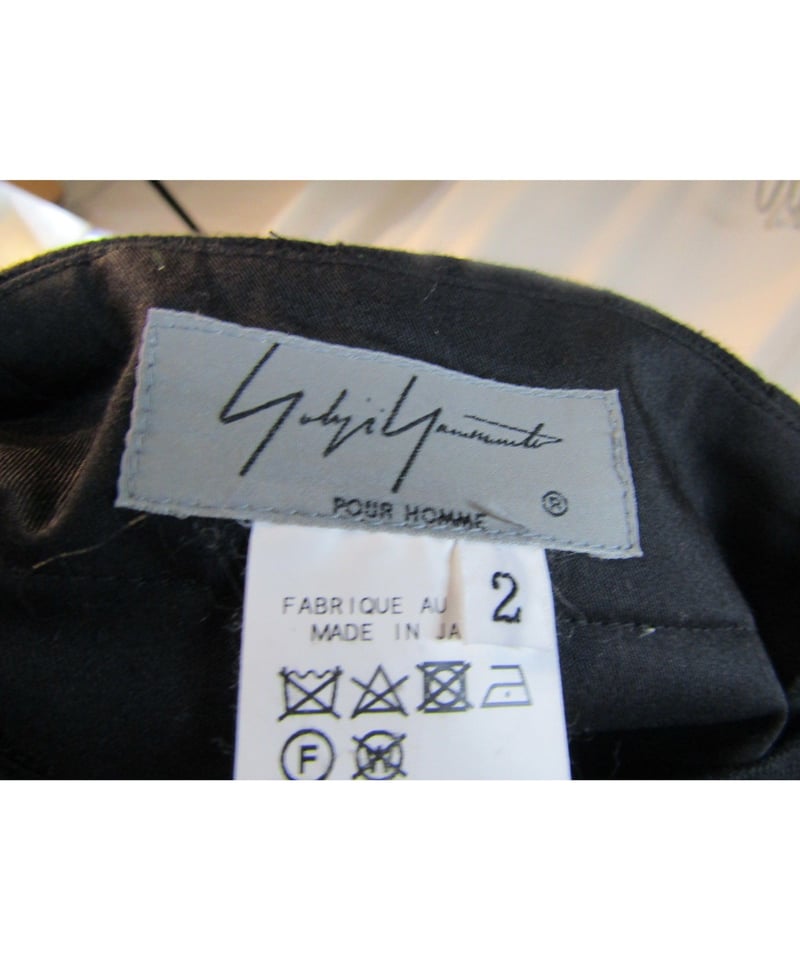 Yohji Yamamoto
POUR HOMME ®
2
FABRIQUE AU
MADE IN JA
F
W